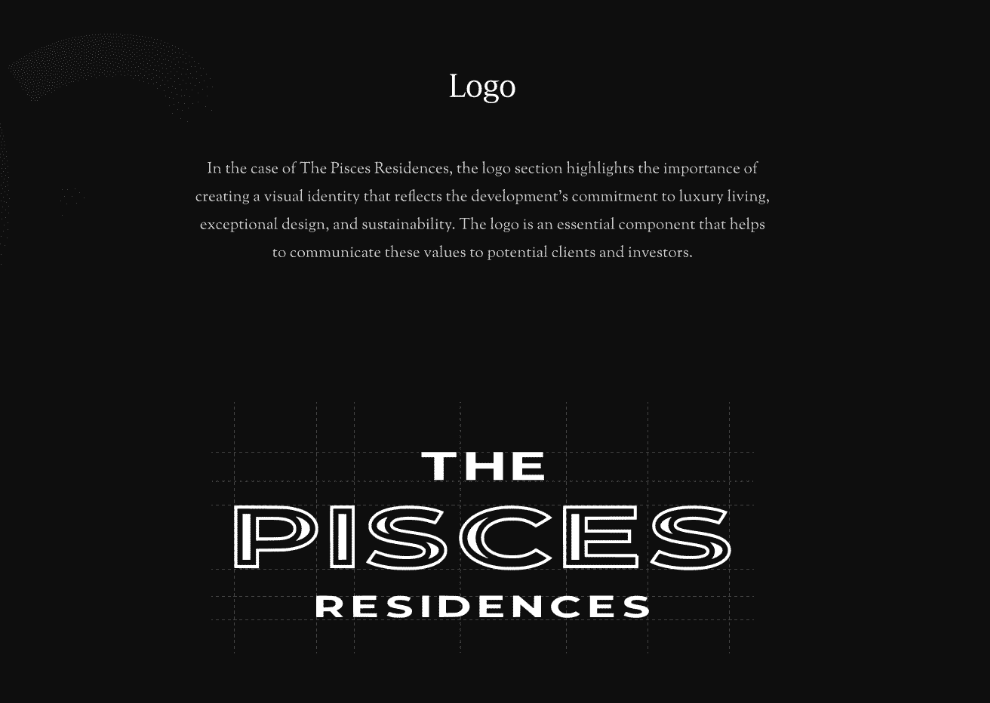 Logo
In the case of The Pisces Residences, the logo section highlights the importance of
creating a visual identity that reflects the development's commitment to luxury living,
exceptional design, and sustainability. The logo is an essential component that helps
to communicate these values to potential clients and investors.
THE
PISCES
RESIDENCES